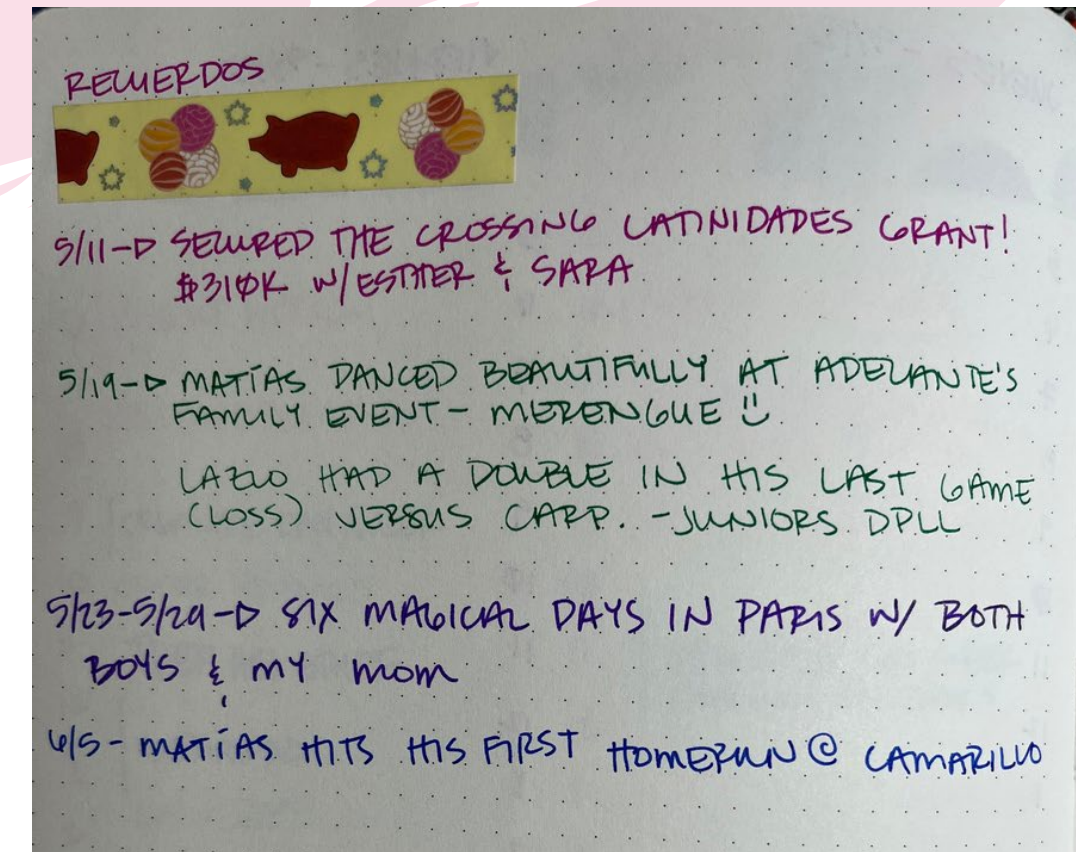 RECUERDOS
5/11-> SECURED THE CROSSING LATINIDADES GRANT!
$310K W/ESTHER & SARA
5/19-> MATÍAS DANCED BEAUTIFULLY AT ADELANTE'S
FAMILY EVENT- MERENGUE Ü
LAZLO HAD A DOUBLE IN HIS LAST GAME
(LOSS) VERSUS CARP. -JUNIORS DPLL
5/23-5/29-> SIX MAGICAL DAYS IN PARIS W/ BOTH
BOYS & MY MOM
6/5- MATÍAS HITS HIS FIRST HOMERUN @ CAMARILLO